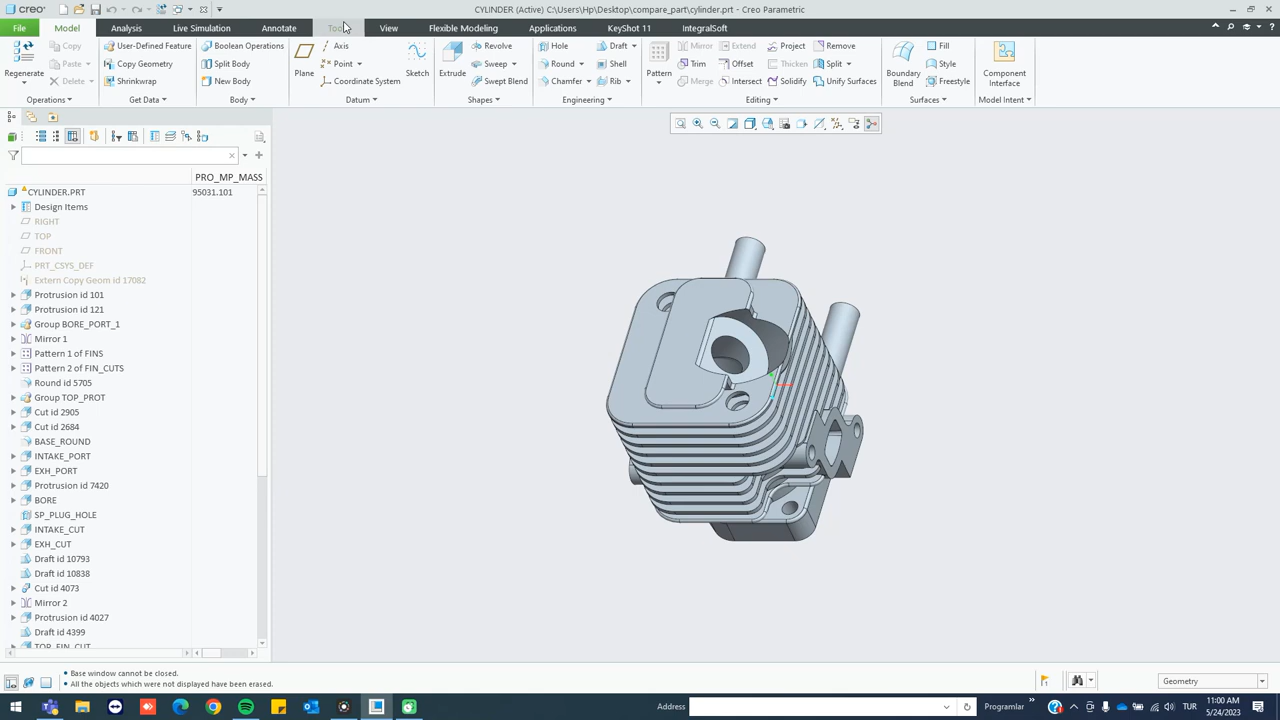 creo CYLINDER (Active) C:\Users\Hp\Desktop\compare_part\cylinder.prt - Creo Parametric
File Model Analysis Live Simulation Annotate View Flexible Modeling Applications KeyShot 11 IntegralSoft
Regenerate Copy Paste Delete
User-Defined Feature Copy Geometry Shrinkwrap
Boolean Operations Split Body New Body
Plane Axis Point Coordinate System Sketch
Extrude Revolve Sweep Swept Blend
Hole Round Chamfer Draft Shell Rib
Pattern Mirror Trim Merge Extend Offset Intersect Project Thicken Solidify Remove Split Unify Surfaces
Boundary Blend Fill Style Freestyle
Component Interface
Operations Get Data Body Datum Shapes Engineering Editing Surfaces Model Intent
PRO_MP_MASS
CYLINDER.PRT 95031.101
Design Items
RIGHT
TOP
FRONT
PRT_CSYS_DEF
Extern Copy Geom id 17082
Protrusion id 101
Protrusion id 121
Group BORE_PORT_1
Mirror 1
Pattern 1 of FINS
Pattern 2 of FIN_CUTS
Round id 5705
Group TOP_PROT
Cut id 2905
Cut id 2684
BASE_ROUND
INTAKE_PORT
EXH_PORT
Protrusion id 7420
BORE
SP_PLUG_HOLE
INTAKE_CUT
EXH_CUT
Draft id 10793
Draft id 10838
Cut id 4073
Mirror 2
Protrusion id 4027
Draft id 4399
TOP_FIN_CUT
• Base window cannot be closed.
• All the objects which were not displayed have been erased.
Geometry
Address Programlar » TUR 11:00 AM
5/24/2023